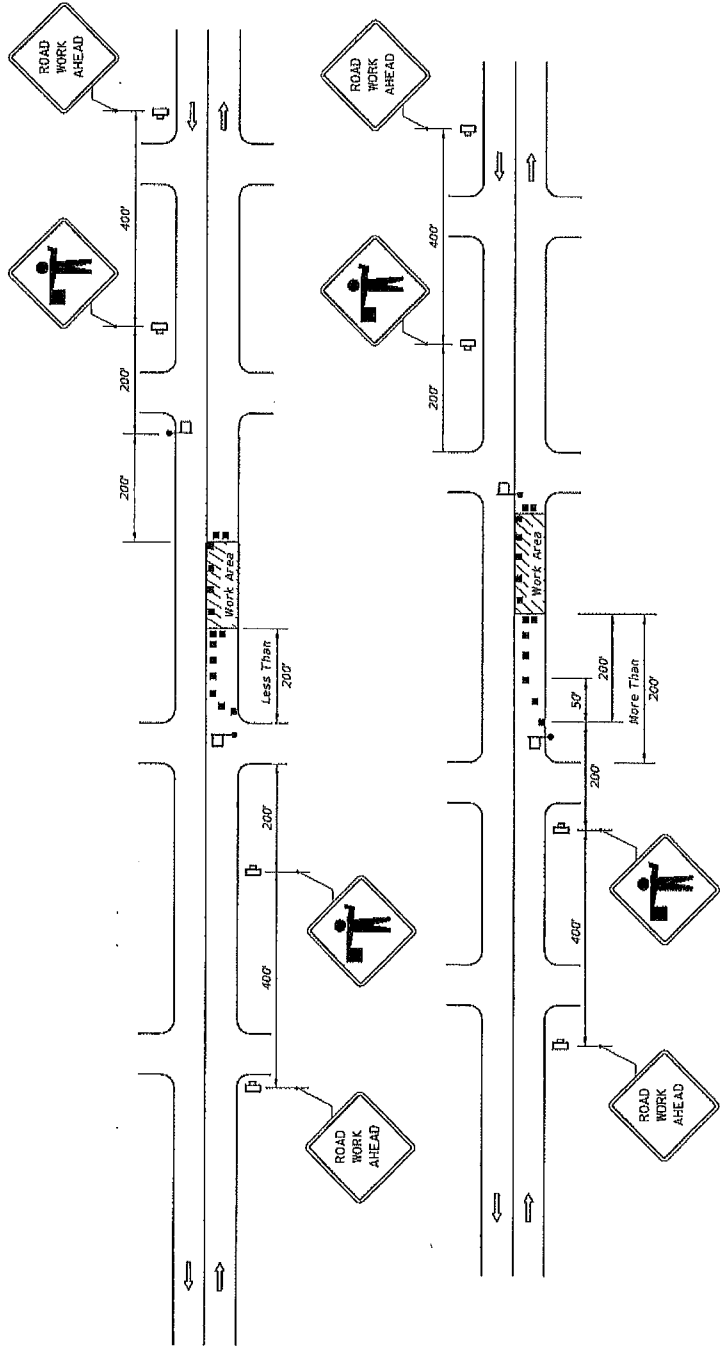 ROAD
WORK
AHEAD
400'
200'
200'
Work Area
Less Than
200'
200'
400'
ROAD
WORK
AHEAD
ROAD
WORK
AHEAD
400'
200'
Work Area
200'
More Than
200'
50'
200'
400'
ROAD
WORK
AHEAD